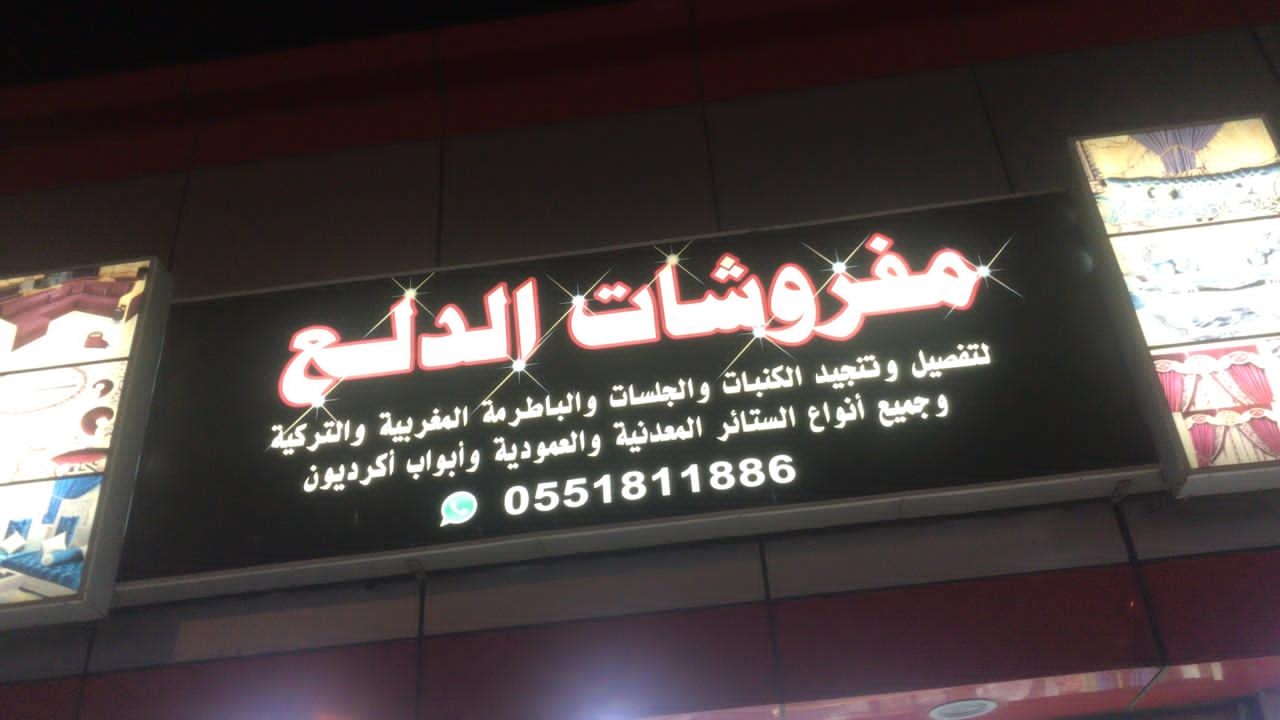 مفروشات الدلع
لتفصيل وتنجيد الكنبات والجلسات والباطرمة المغربية والتركية
وجميع أنواع الستائر المعدنية والعمودية وأبواب أكرديون
0551811886